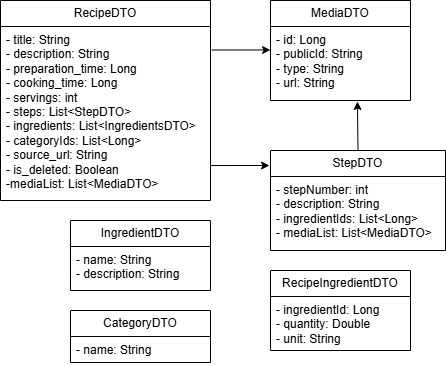 RecipeDTO
- title: String
- description: String
- preparation_time: Long
- cooking_time: Long
- servings: int
- steps: List<StepDTO>
- ingredients: List<IngredientsDTO>
- categoryIds: List<Long>
- source_url: String
- is_deleted: Boolean
-mediaList: List<MediaDTO>
MediaDTO
- id: Long
- publicId: String
- type: String
- url: String
StepDTO
- stepNumber: int
- description: String
- ingredientIds: List<Long>
- mediaList: List<MediaDTO>
IngredientDTO
- name: String
- description: String
RecipeIngredientDTO
- ingredientId: Long
- quantity: Double
- unit: String
CategoryDTO
- name: String